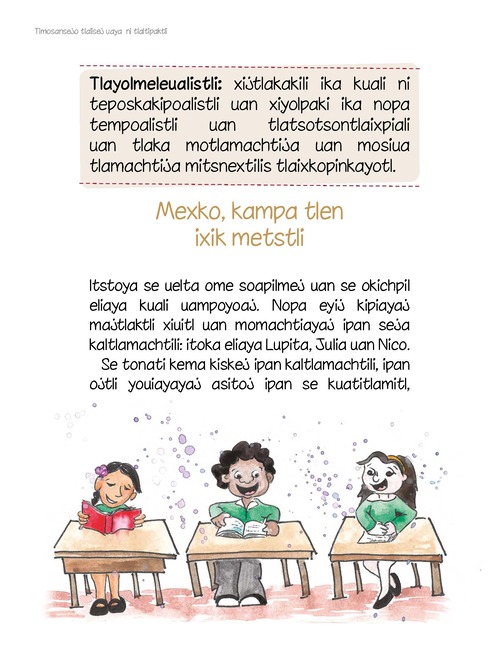 Timosansejo tlalisej uaya ni tlaltipaktli
Tlayolmeleualistli: xijtlakakili ika kuali ni
teposkakipoalistli uan xiyolpaki ika nopa
tempoalistli uan tlatsotsontlaixpiali
uan tlaka motlamachtija uan mosiua
tlamachtija mitsnextilis tlaixkopinkayotl.
Mexko, kampa tlen
ixik metstli
Itstoya se uelta ome soapilmej uan se okichpil
eliaya kuali uampoyoaj. Nopa eyij kipiayaj
majtlaktli xiuitl uan momachtiayaj ipan seja
kaltlamachtili: itoka eliaya Lupita, Julia uan Nico.
Se tonati kema kiskej ipan kaltlamachtili, ipan
ojtli youiayayaj asitoj ipan se kuatitlamitl,